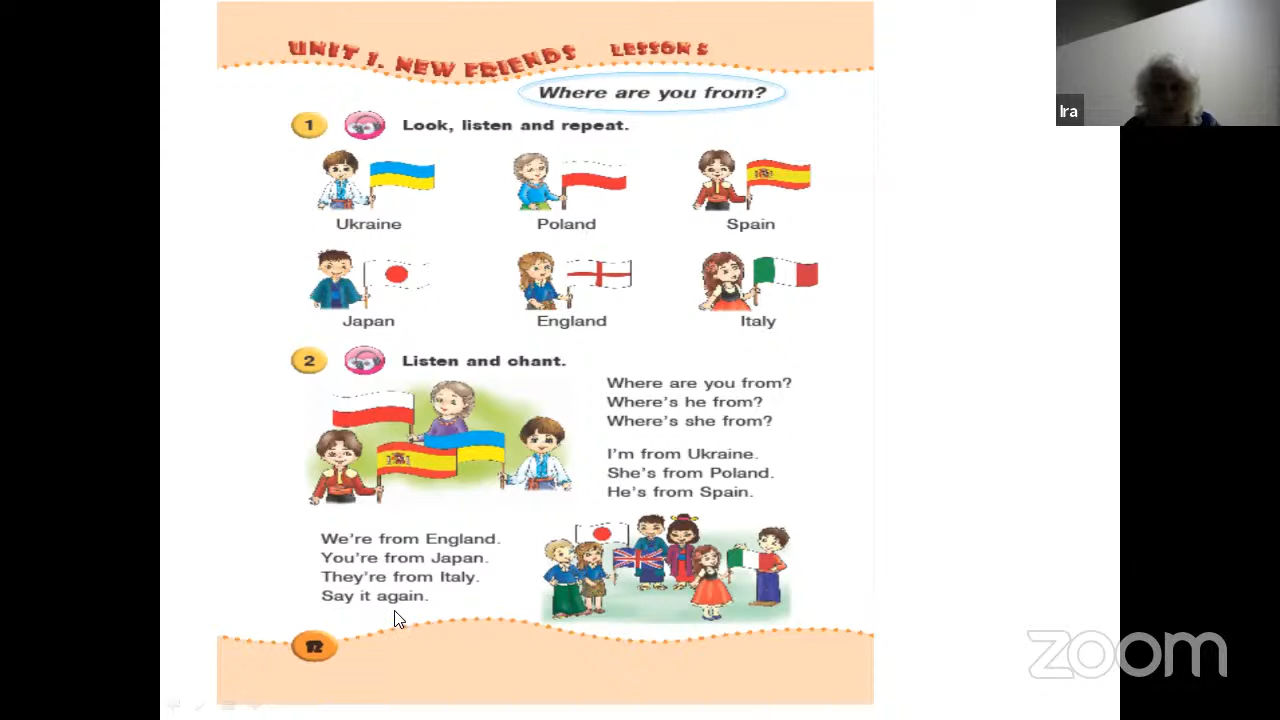 UNIT 1. NEW FRIENDS LESSON 5
Where are you from?
1 Look, listen and repeat.
Ukraine Poland Spain
Japan England Italy
2 Listen and chant.
Where are you from?
Where's he from?
Where's she from?
I'm from Ukraine.
She's from Poland.
He's from Spain.
We're from England.
You're from Japan.
They're from Italy.
Say it again.
12
Ira
zoom